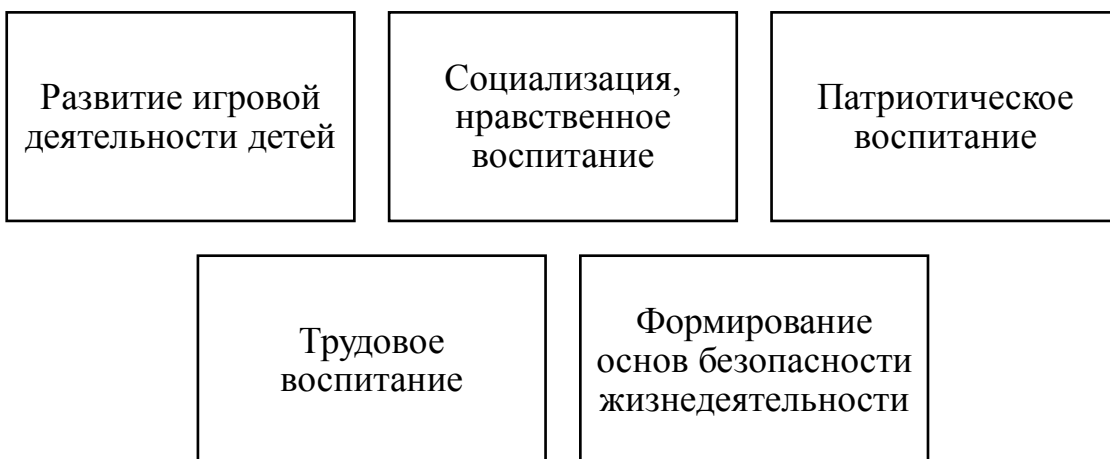 Развитие игровой
деятельности детей
Социализация,
нравственное
воспитание
Патриотическое
воспитание
Трудовое
воспитание
Формирование
основ безопасности
жизнедеятельности